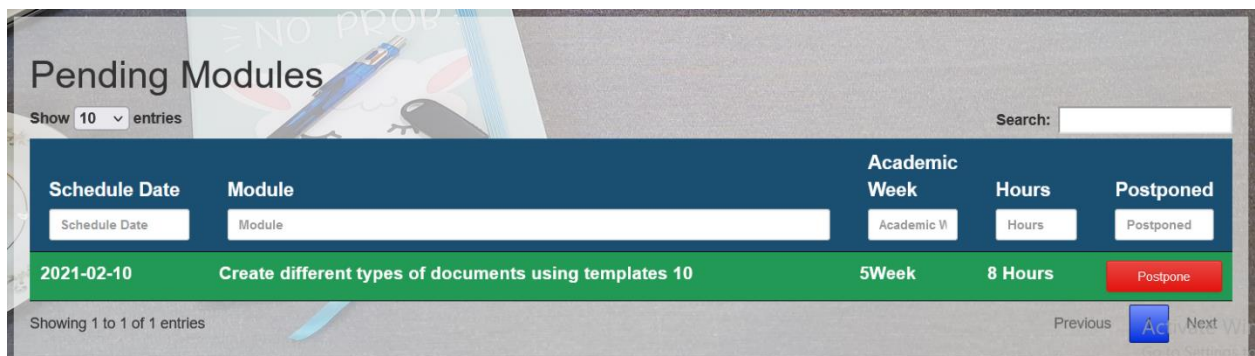 NO PROB
Pending Modules
Show 10 entries
Search:
Schedule Date Module Academic Week Hours Postponed
Schedule Date Module Academic W Hours Postponed
2021-02-10 Create different types of documents using templates 10 5Week 8 Hours Postpone
Showing 1 to 1 of 1 entries
Previous Next